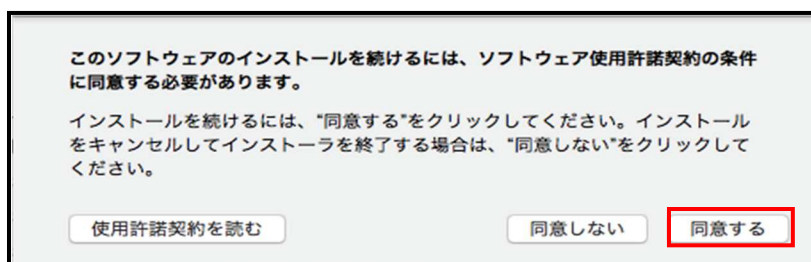 このソフトウェアのインストールを続けるには、ソフトウェア使用許諾契約の条件
に同意する必要があります。
インストールを続けるには、“同意する”をクリックしてください。インストール
をキャンセルしてインストーラを終了する場合は、“同意しない”をクリックして
ください。
使用許諾契約を読む 同意しない 同意する